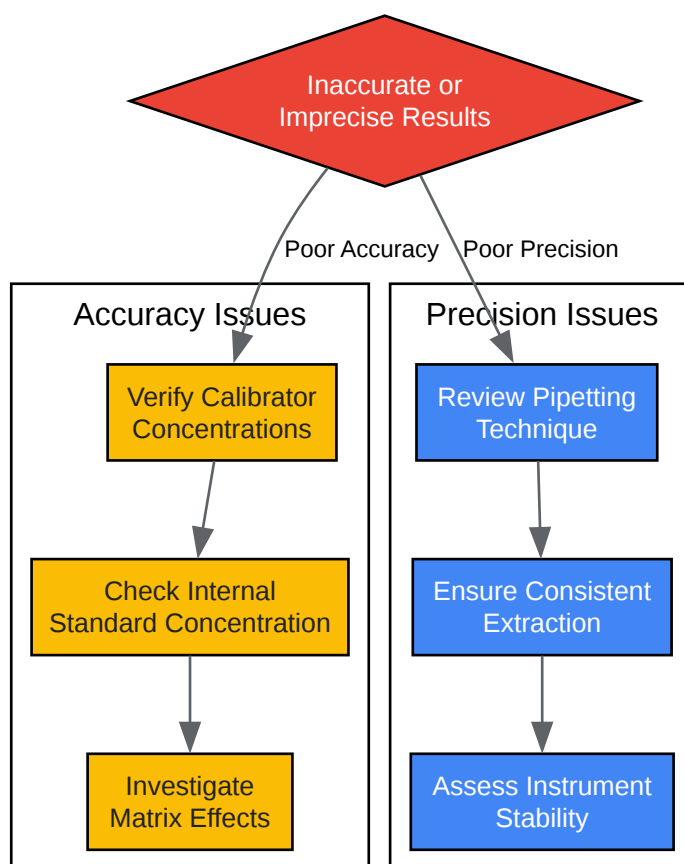 Inaccurate or
Imprecise Results
Poor Accuracy
Poor Precision
Accuracy Issues
Verify Calibrator
Concentrations
Check Internal
Standard Concentration
Investigate
Matrix Effects
Precision Issues
Review Pipetting
Technique
Ensure Consistent
Extraction
Assess Instrument
Stability